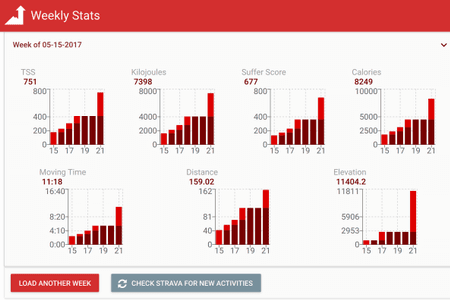 Weekly Stats
Week of 05-15-2017
TSS
751
800
400
200
0
15 17 19 21
Kilojoules
7398
8000
4000
2000
0
15 17 19 21
Suffer Score
677
800
400
200
0
15 17 19 21
Calories
8249
10000
5000
2500
0
15 17 19 21
Moving Time
11:18
16:40
8:20
4:10
0:00
15 17 19 21
Distance
159.02
162
81
41
0
15 17 19 21
Elevation
11404.2
11811
5906
2953
0
15 17 19 21
LOAD ANOTHER WEEK
CHECK STRAVA FOR NEW ACTIVITIES